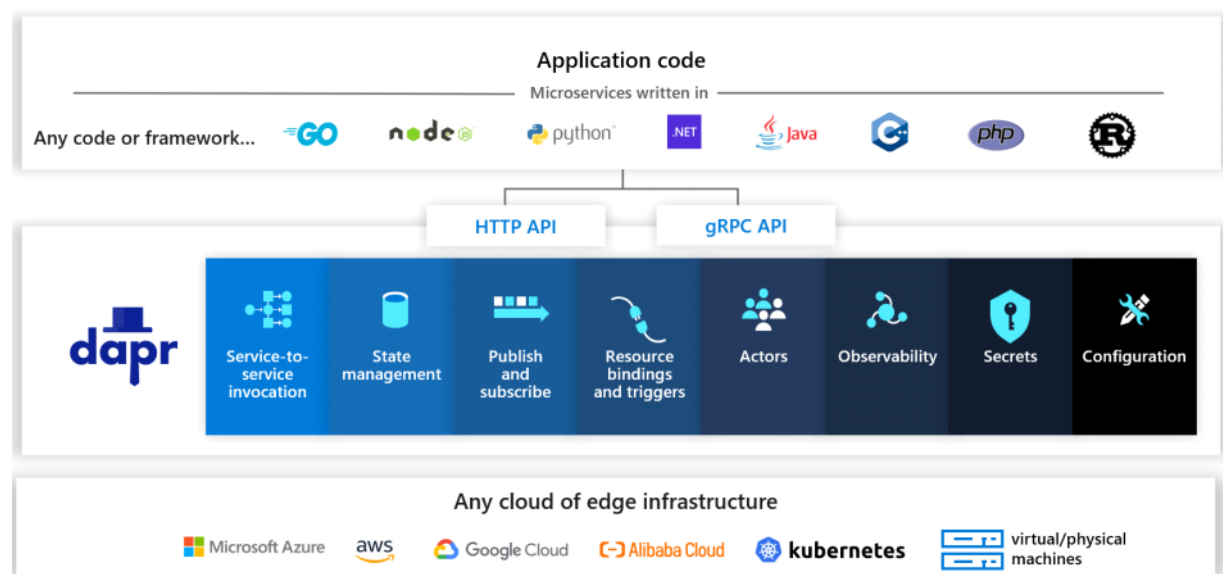 Application code
Microservices written in
Any code or framework... GO node JS python .NET Java C++ php R
HTTP API gRPC API
dapr
Service-to-
service
invocation
State
management
Publish
and
subscribe
Resource
bindings
and triggers
Actors
Observability
Secrets
Configuration
Any cloud of edge infrastructure
Microsoft Azure aws Google Cloud Alibaba Cloud kubernetes virtual/physical
machines